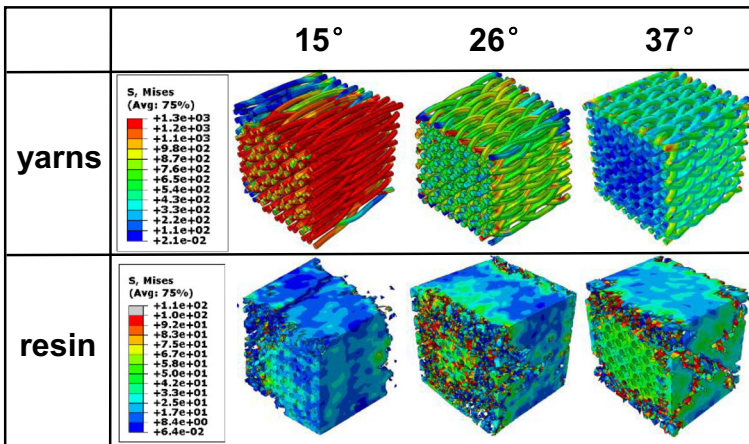 15° 26° 37°
yarns
S, Mises
(Avg: 75%)
+1.3e+03
+1.2e+03
+1.1e+03
+9.8e+02
+8.7e+02
+7.6e+02
+6.5e+02
+5.4e+02
+4.3e+02
+3.3e+02
+2.2e+02
+1.1e+02
+2.1e-02
resin
S, Mises
(Avg: 75%)
+1.1e+02
+1.0e+02
+9.2e+01
+8.3e+01
+7.5e+01
+6.7e+01
+5.8e+01
+5.0e+01
+4.2e+01
+3.3e+01
+2.5e+01
+1.7e+01
+8.4e+00
+6.4e-02